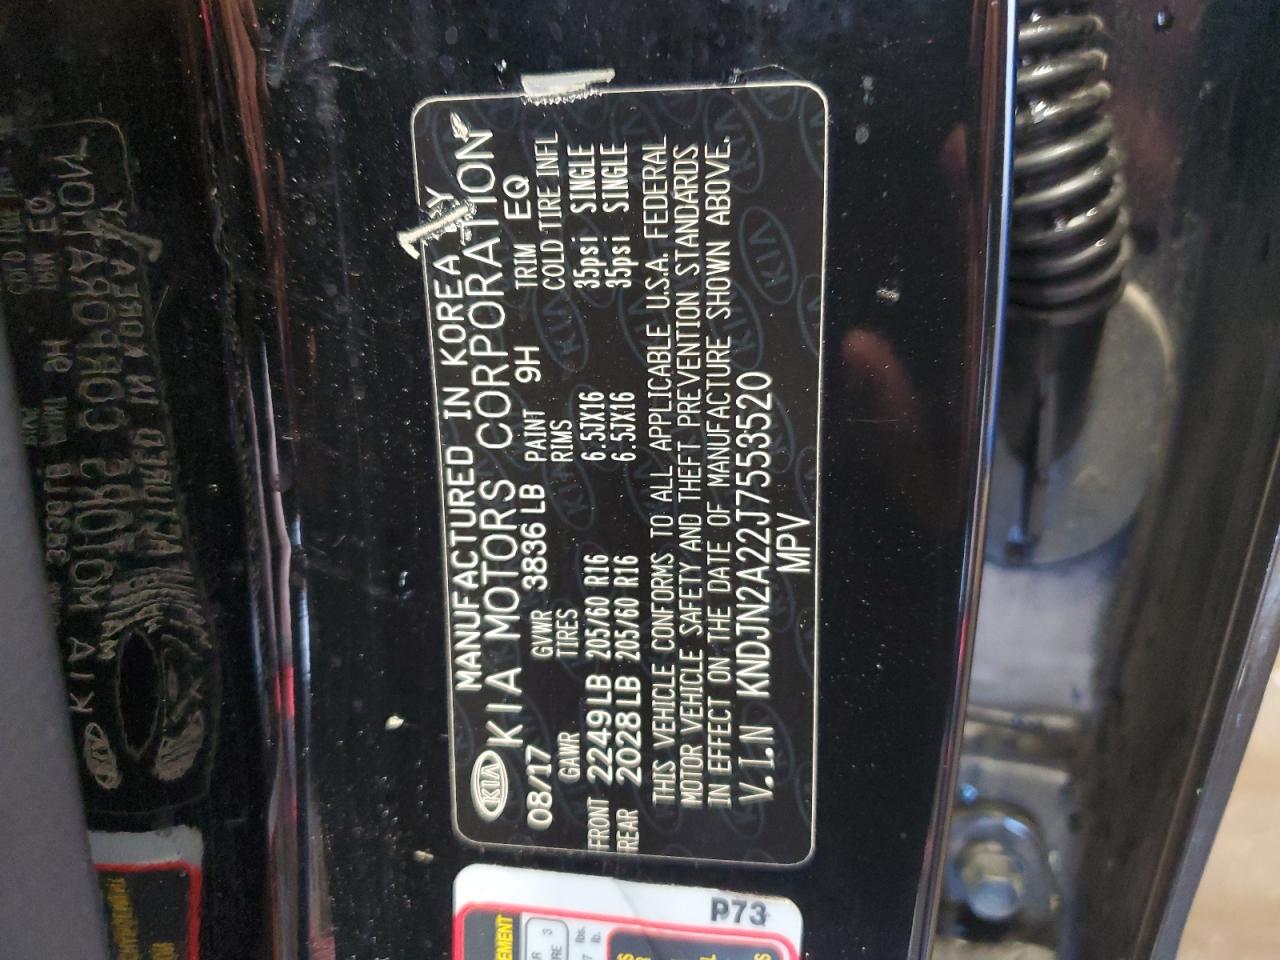 MANUFACTURED IN KOREA BY
KIA KIA MOTORS CORPORATION
08/17 GVWR 3836 LB PAINT 9H TRIM EQ
GAWR TIRES RIMS COLD TIRE INFL
FRONT 2249LB 205/60 R16 6.5JX16 35psi SINGLE
REAR 2028LB 205/60 R16 6.5JX16 35psi SINGLE
THIS VEHICLE CONFORMS TO ALL APPLICABLE U.S.A. FEDERAL
MOTOR VEHICLE SAFETY AND THEFT PREVENTION STANDARDS
IN EFFECT ON THE DATE OF MANUFACTURE SHOWN ABOVE.
V.I.N KNDJN2A22J7553520
MPV
P73